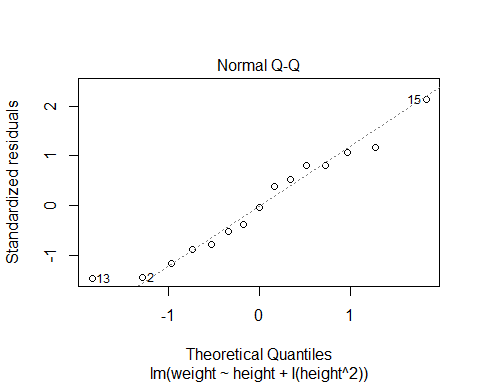 Normal Q-Q
Standardized residuals
2
1
0
-1
15
13
2
-1
0
1
Theoretical Quantiles
lm(weight ~ height + I(height^2))